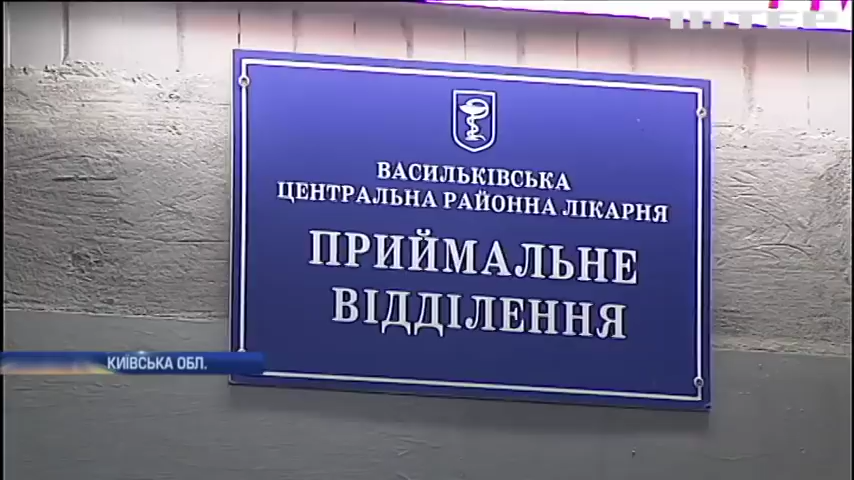 ІНТЕР
ВАСИЛЬКІВСЬКА
ЦЕНТРАЛЬНА РАЙОННА ЛІКАРНЯ
ПРИЙМАЛЬНЕ
ВІДДІЛЕННЯ
КИЇВСЬКА ОБЛ.